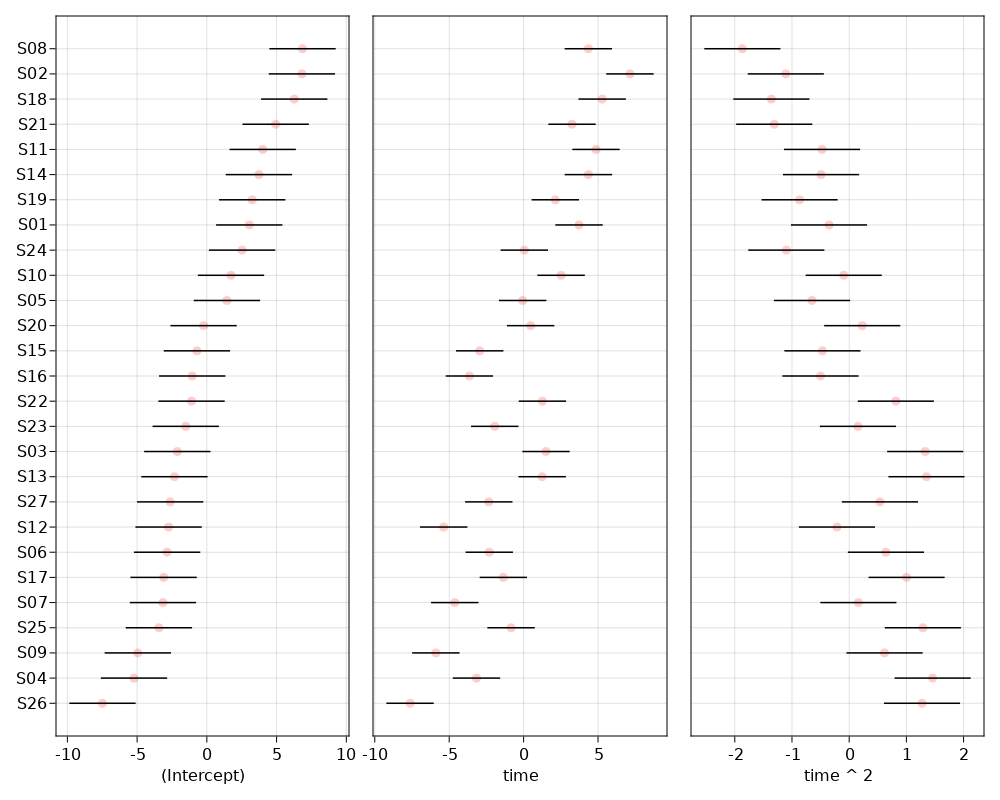 S08
S02
S18
S21
S11
S14
S19
S01
S24
S10
S05
S20
S15
S16
S22
S23
S03
S13
S27
S12
S06
S17
S07
S25
S09
S04
S26
-10 -5 0 5 10 -10 -5 0 5 -2 -1 0 1 2
(Intercept) time time ^ 2